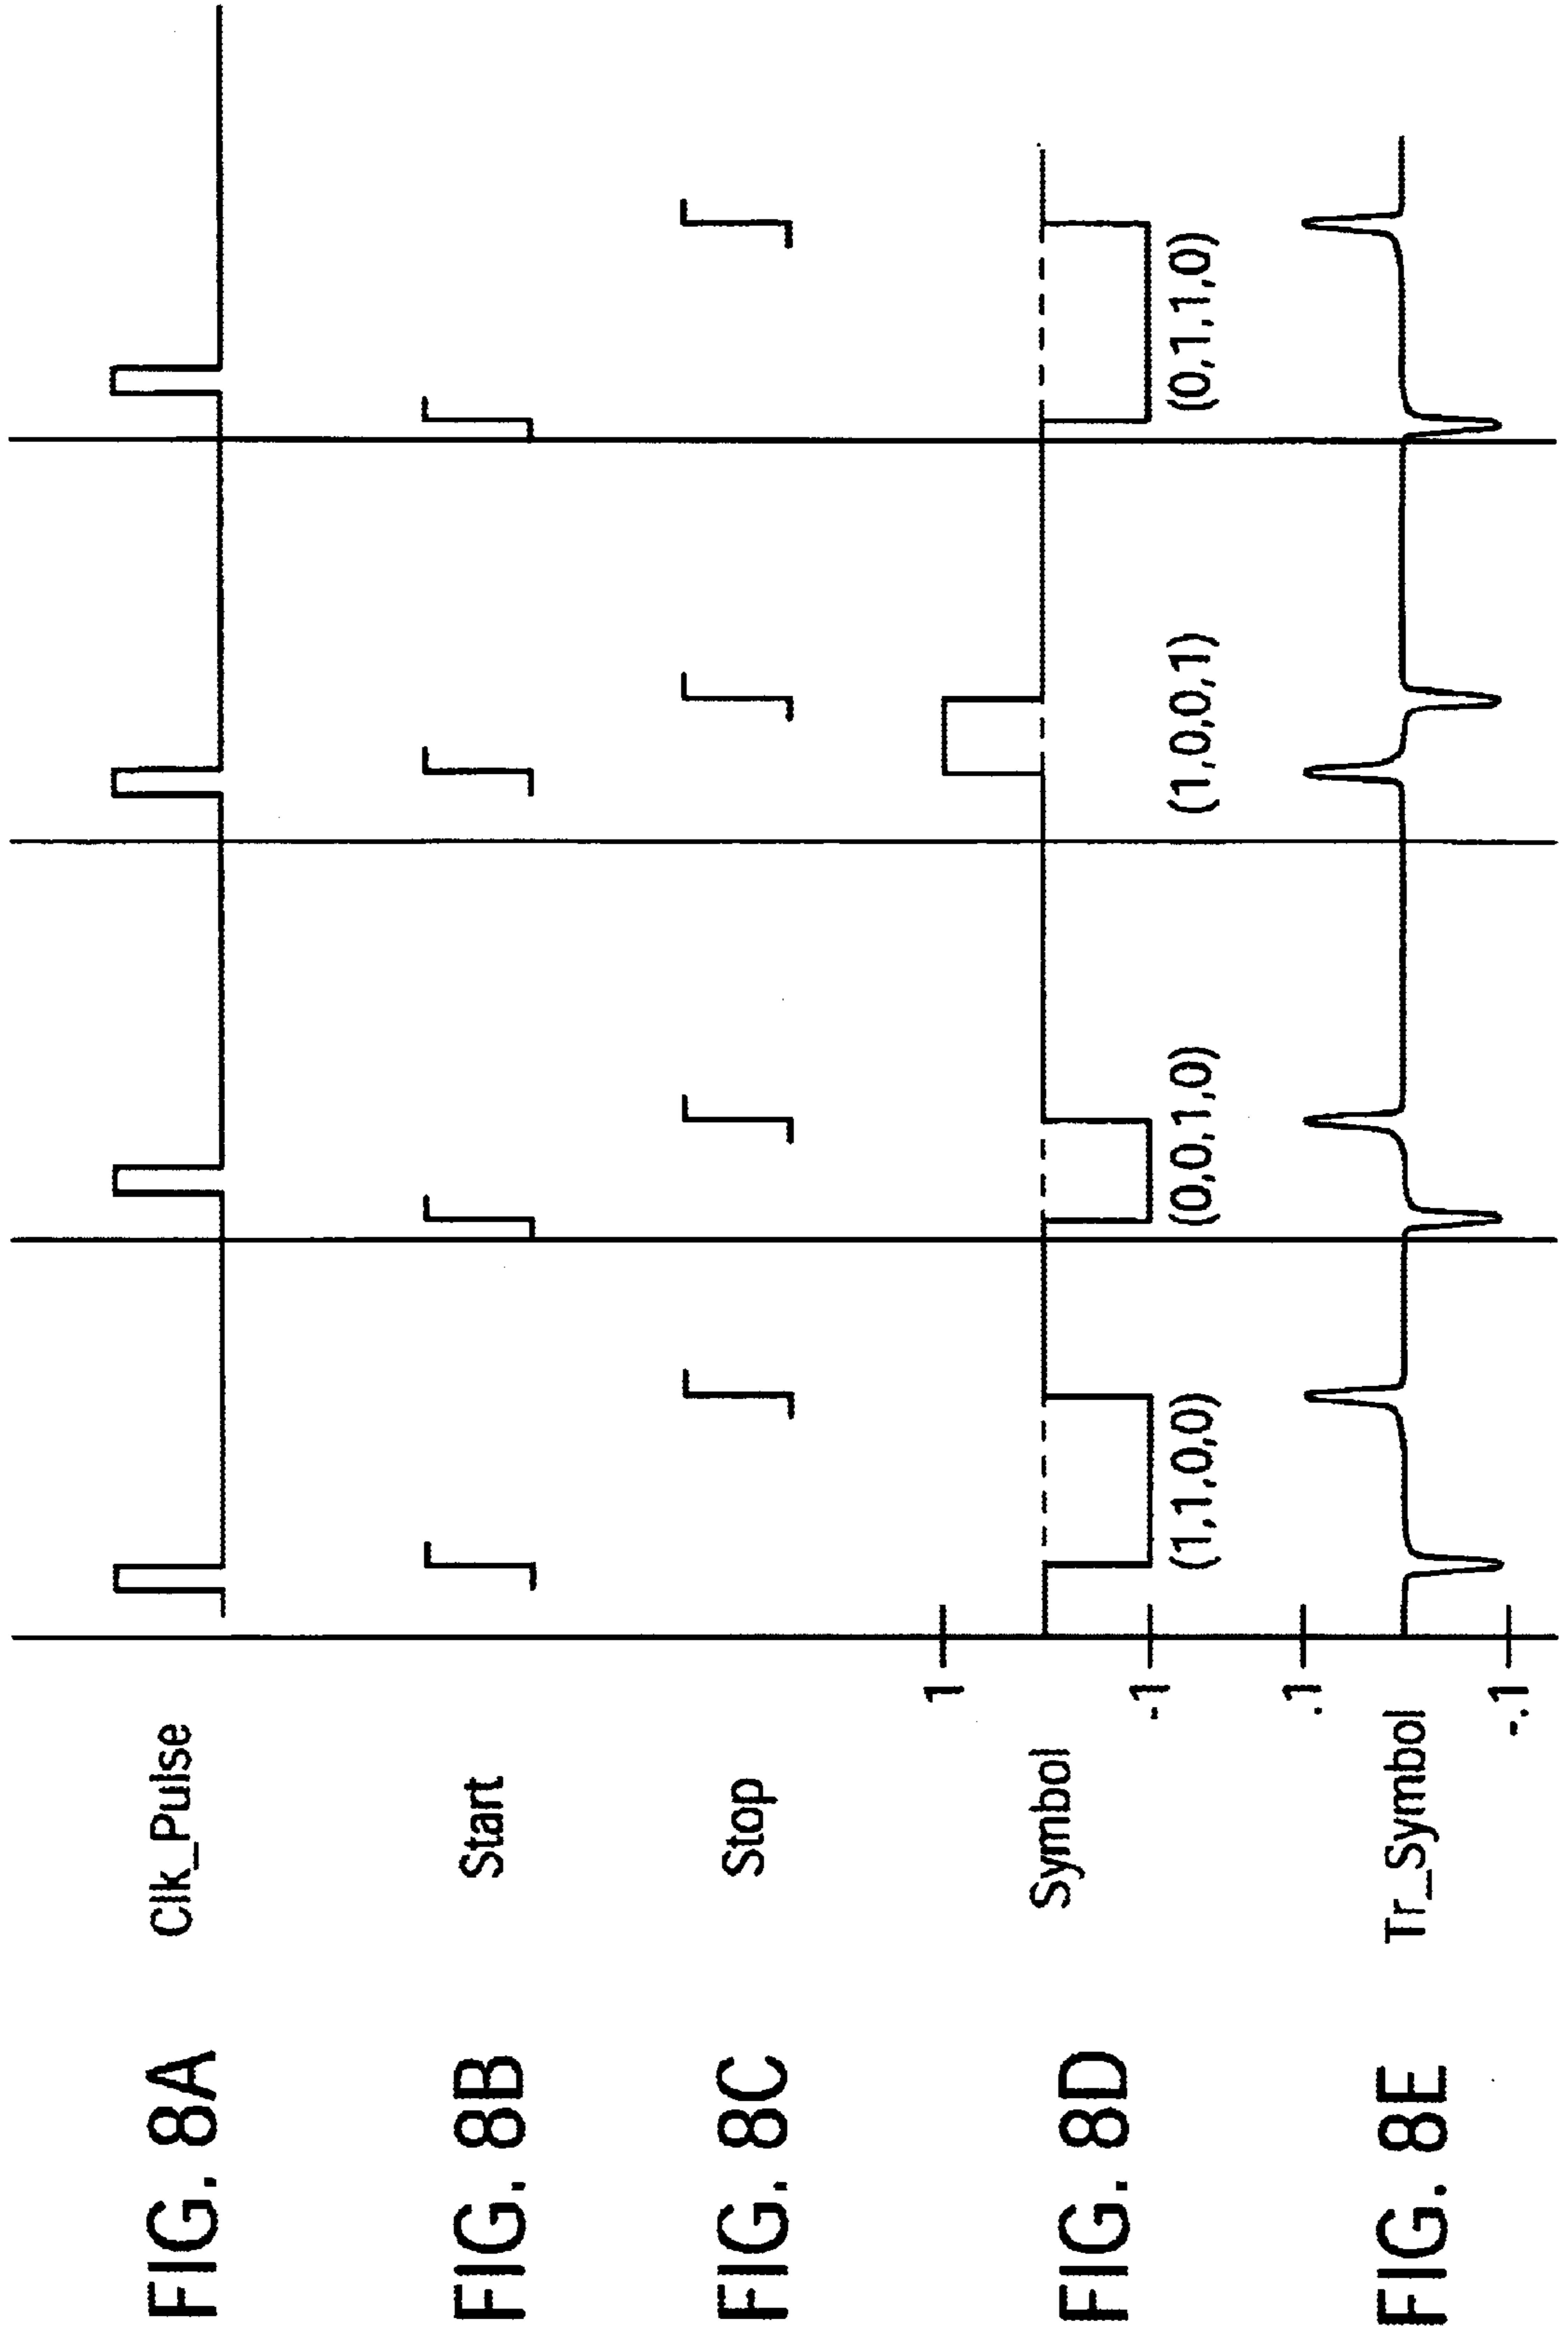 FIG. 8A
Clk_Pulse
FIG. 8B
Start
FIG. 8C
Stop
FIG. 8D
Symbol
1
-.1
(1,1,0,0)
(0,0,1,0)
(1,0,0,1)
(0,1,1,0)
FIG. 8E
Tr_Symbol
.1
-.1